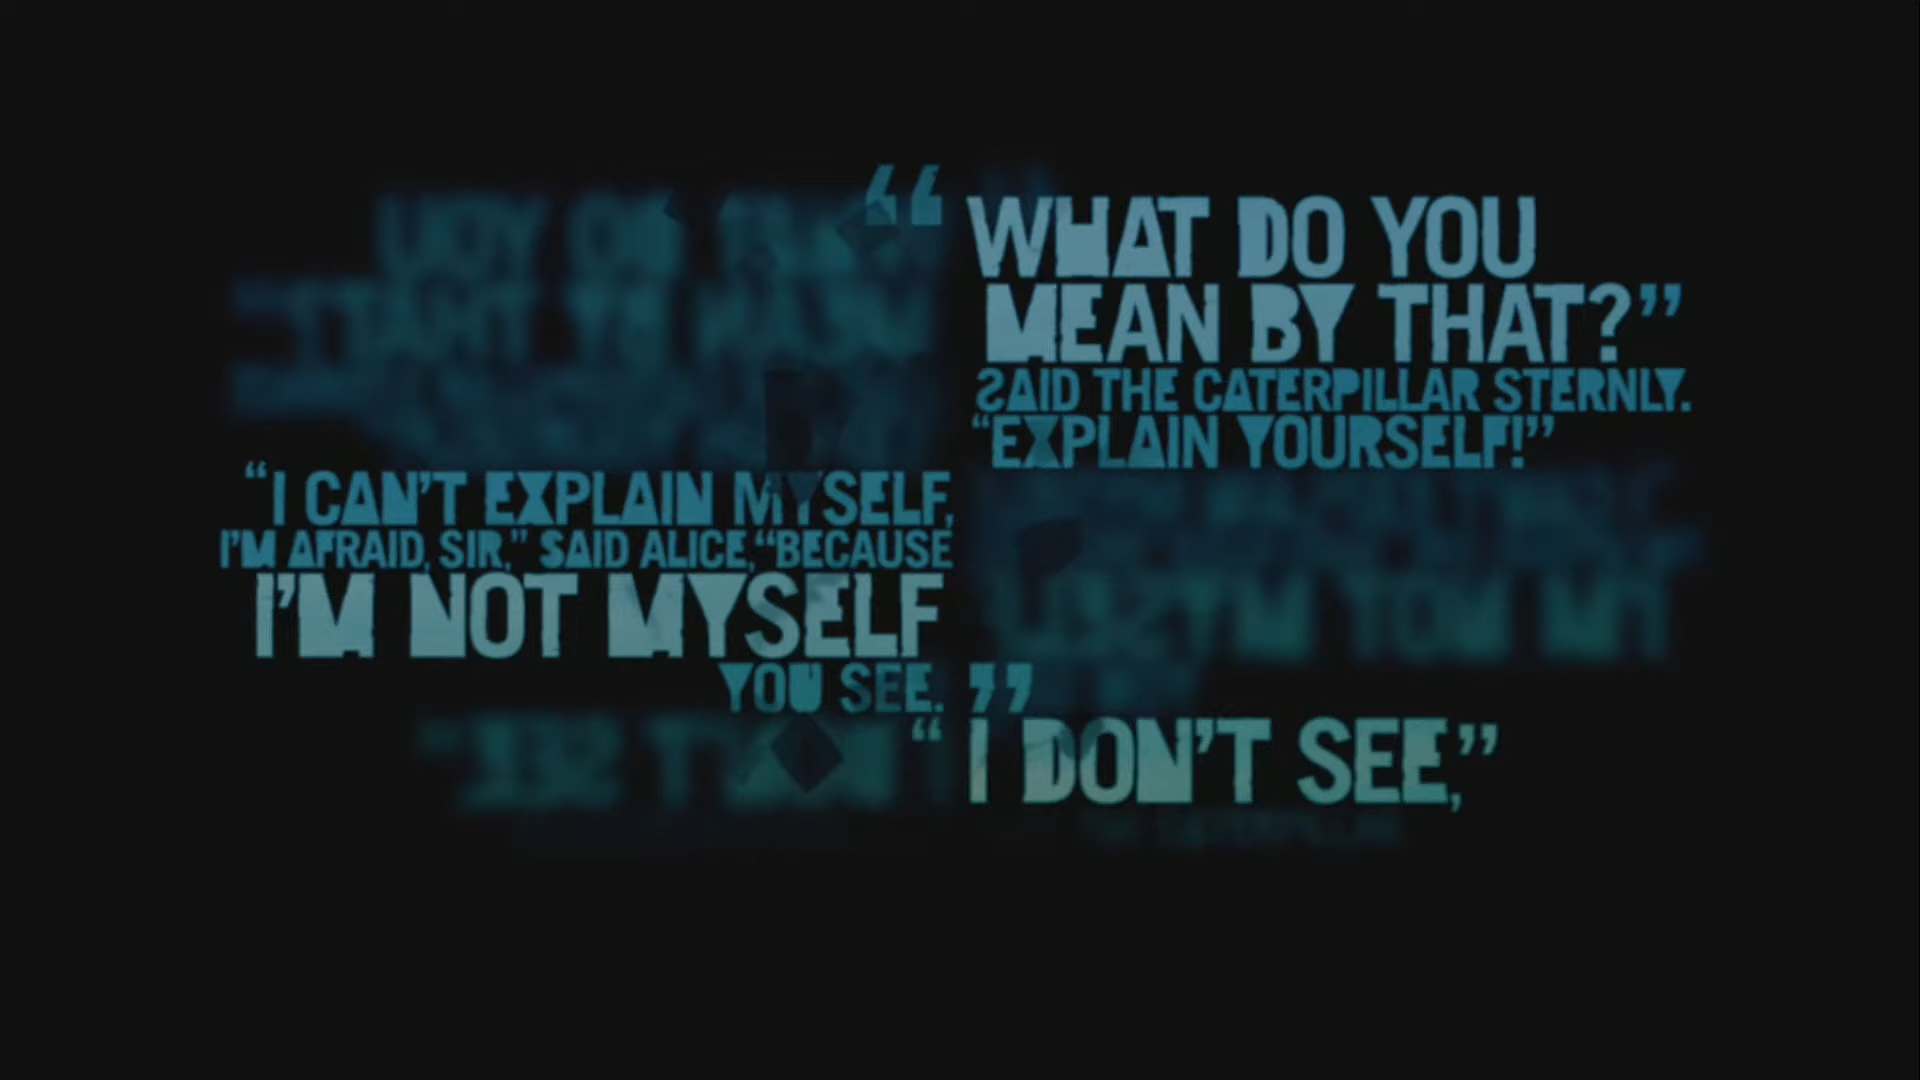 “WHAT DO YOU
MEAN BY THAT?”
SAID THE CATERPILLAR STERNLY.
“EXPLAIN YOURSELF!”
“I CAN’T EXPLAIN MYSELF,
I’M AFRAID, SIR,” SAID ALICE, “BECAUSE
I’M NOT MYSELF
YOU SEE.”
“I DON’T SEE,”